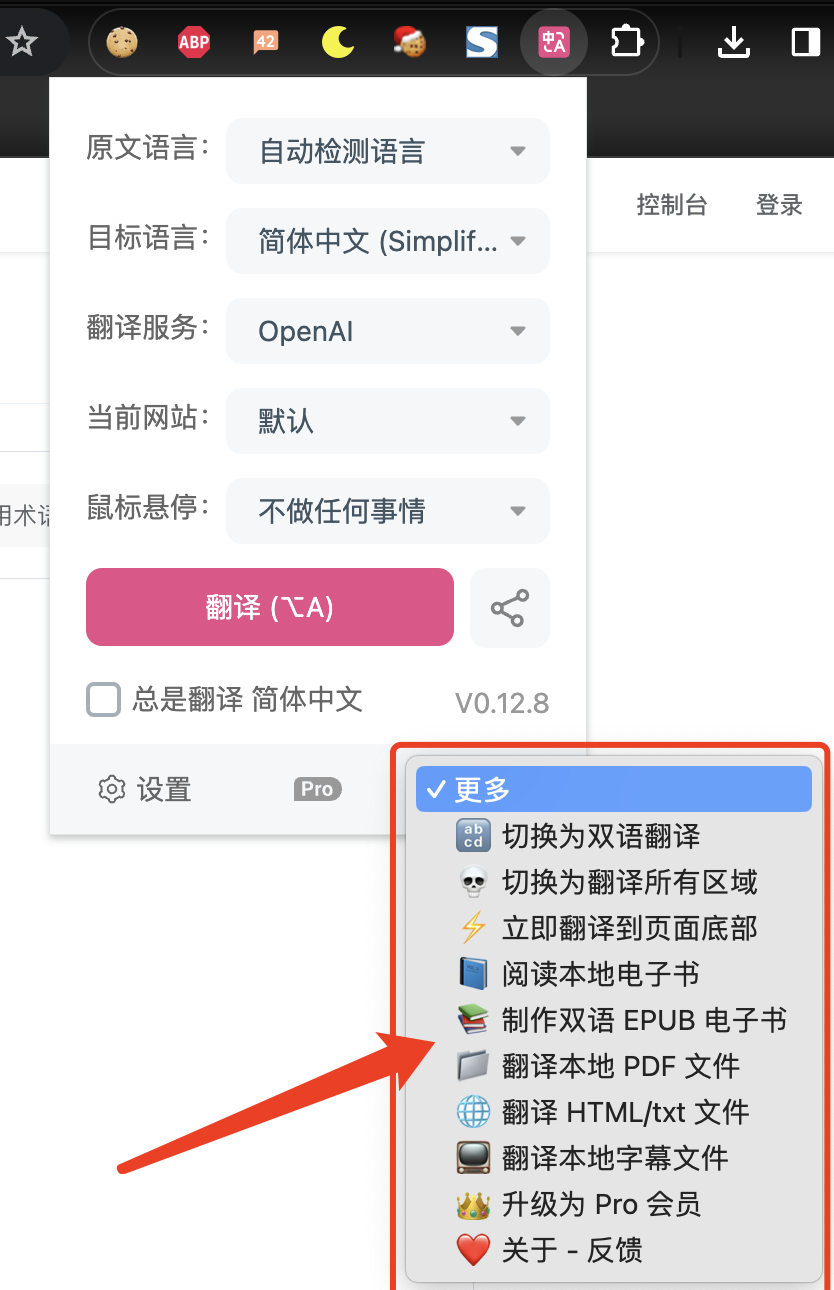 ABP
42
中A
控制台
登录
原文语言：
自动检测语言
目标语言：
简体中文 (Simplif...
翻译服务：
OpenAI
当前网站：
默认
用术语
鼠标悬停：
不做任何事情
翻译 (⌥A)
总是翻译 简体中文
V0.12.8
设置
Pro
✓ 更多
abcd
切换为双语翻译
切换为翻译所有区域
立即翻译到页面底部
阅读本地电子书
制作双语 EPUB 电子书
翻译本地 PDF 文件
翻译 HTML/txt 文件
翻译本地字幕文件
升级为 Pro 会员
关于 - 反馈